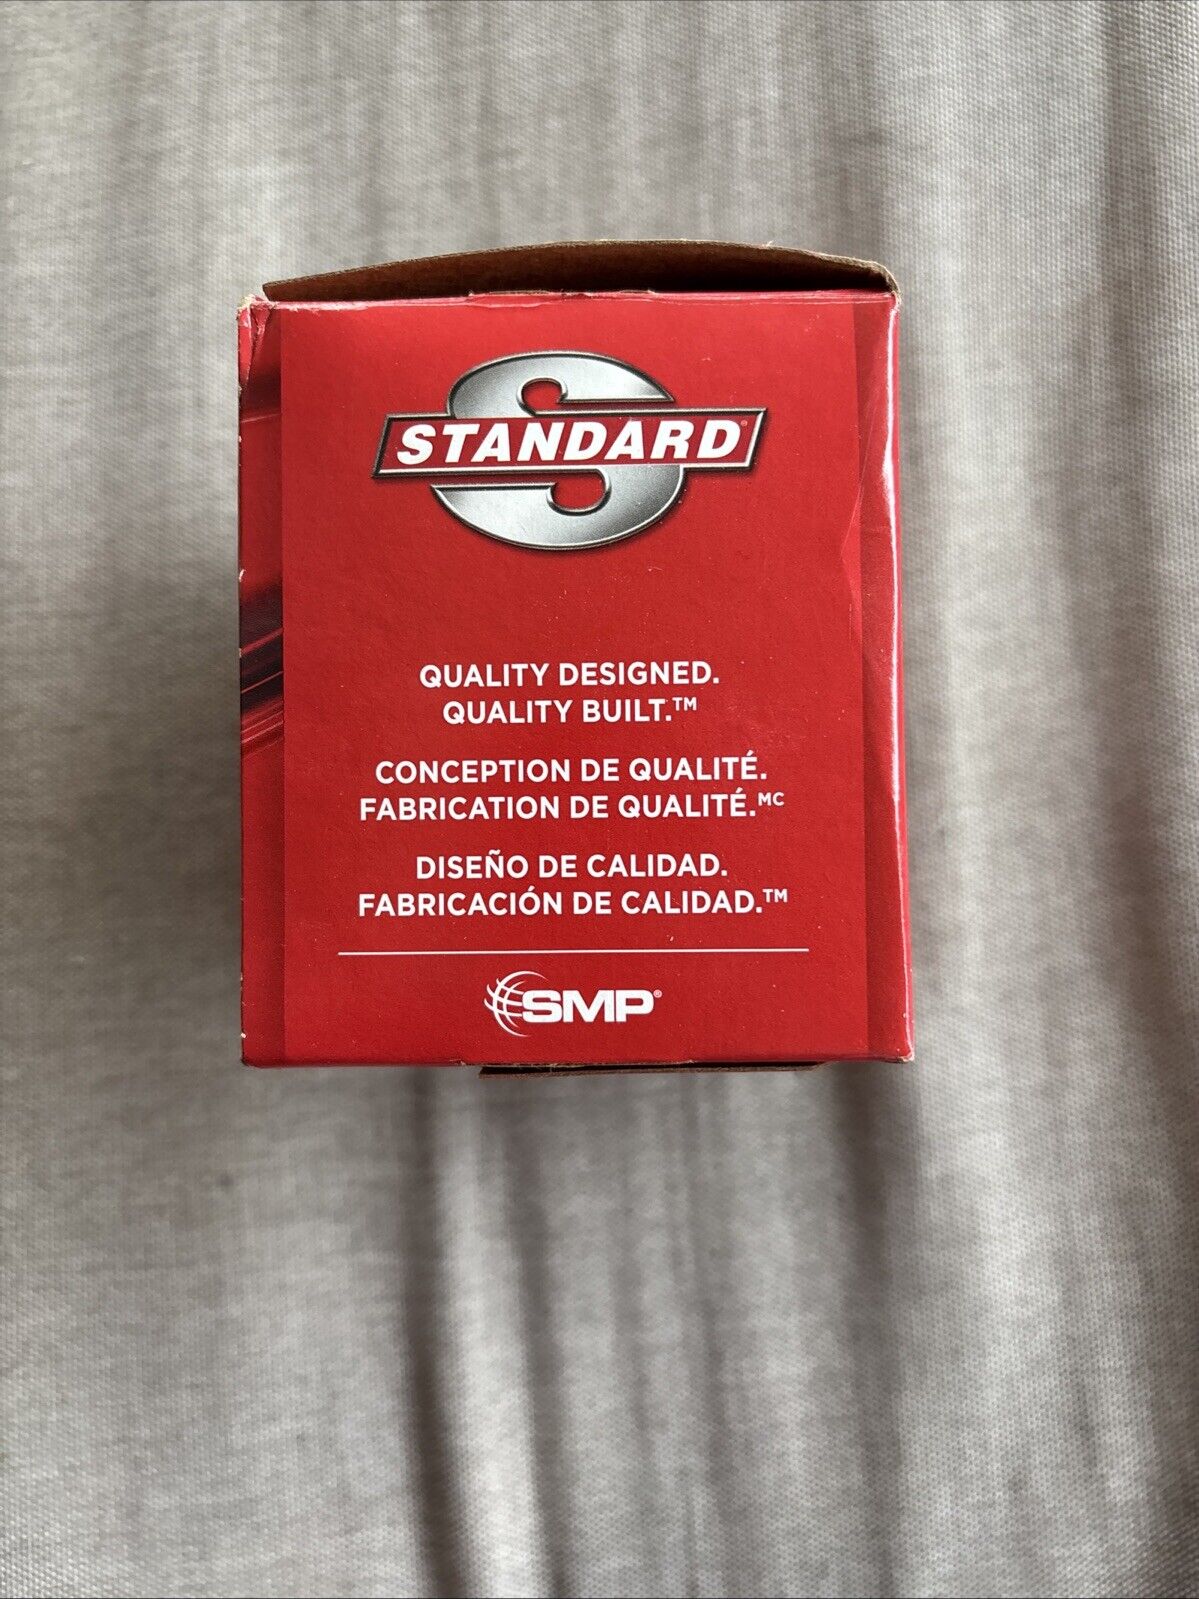 STANDARD®
QUALITY DESIGNED.
QUALITY BUILT.™
CONCEPTION DE QUALITÉ.
FABRICATION DE QUALITÉ.ᴹᶜ
DISEÑO DE CALIDAD.
FABRICACIÓN DE CALIDAD.™
SMP®